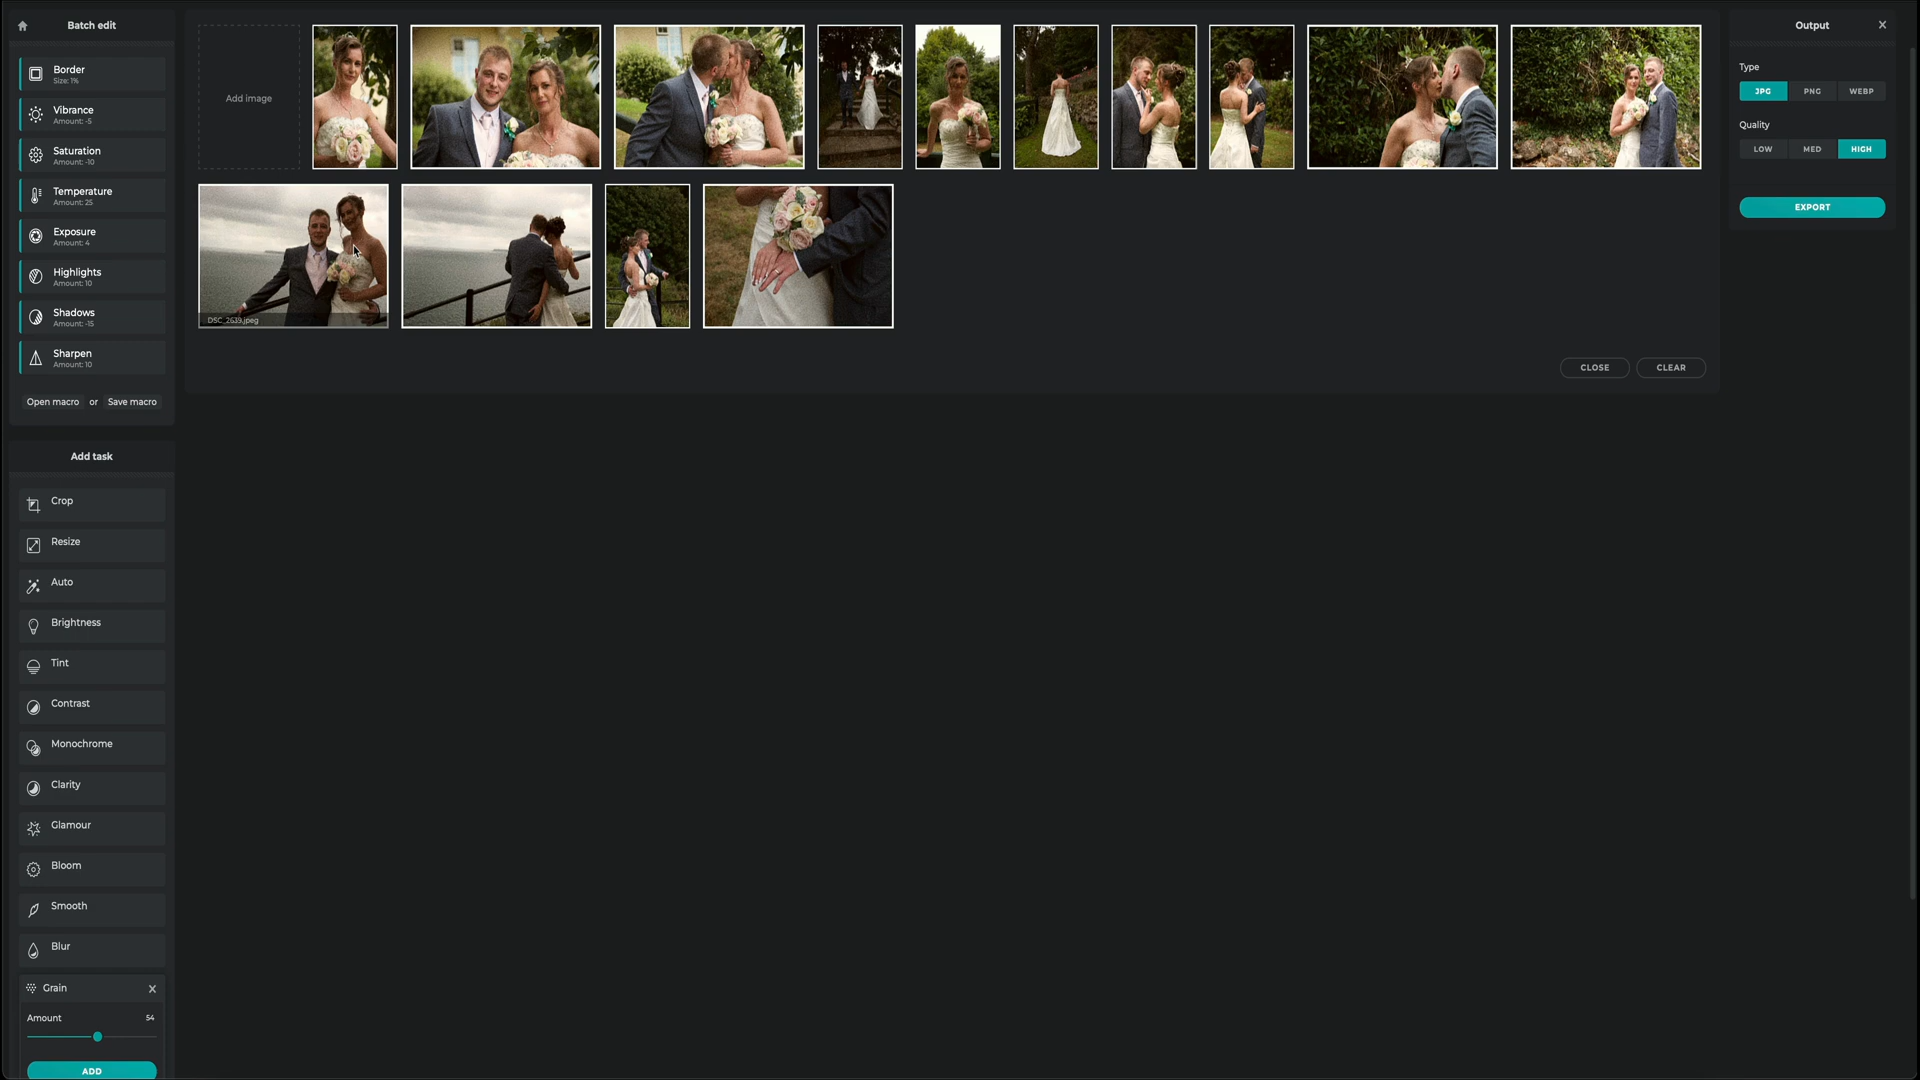 Batch edit
Border
Size: 1%
Vibrance
Amount: -5
Saturation
Amount: -10
Temperature
Amount: 25
Exposure
Amount: 4
Highlights
Amount: 10
Shadows
Amount: -15
Sharpen
Amount: 10
Open macro or Save macro
Add task
Crop
Resize
Auto
Brightness
Tint
Contrast
Monochrome
Clarity
Glamour
Bloom
Smooth
Blur
Grain X
Amount 54
ADD
Add image
DSC_2639.jpeg
CLOSE CLEAR
Output
Type
JPG PNG WEBP
Quality
LOW MED HIGH
EXPORT